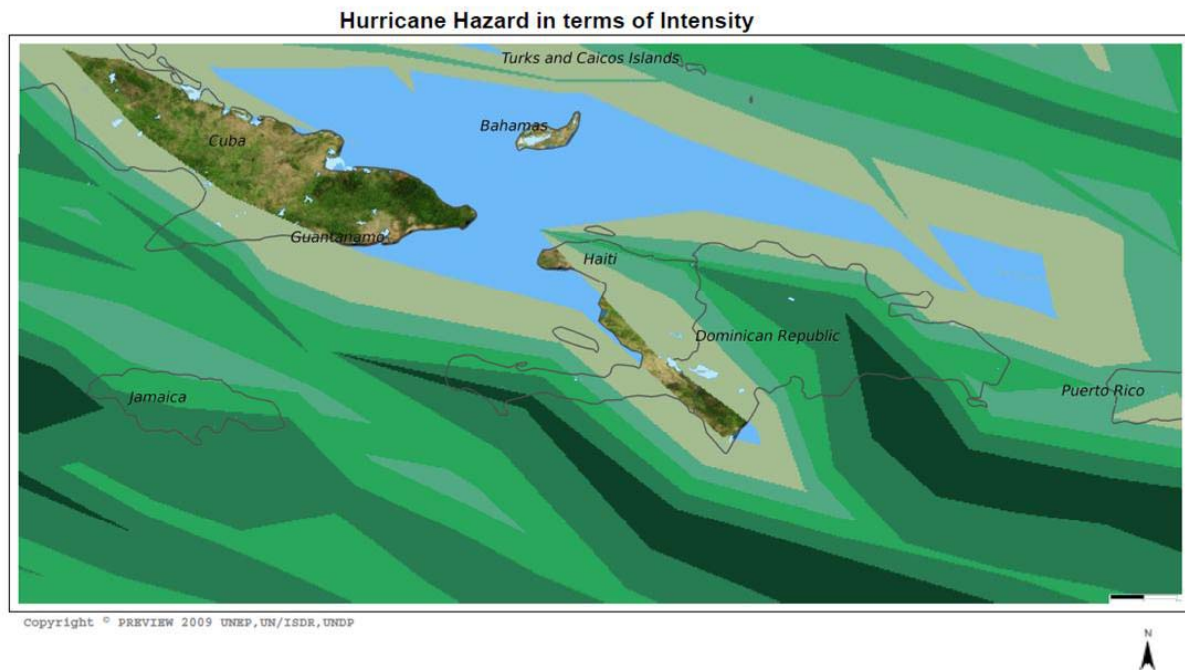 Hurricane Hazard in terms of Intensity
Turks and Caicos Islands
Bahamas
Cuba
Guantanamo
Haiti
Dominican Republic
Puerto Rico
Jamaica
Copyright © PREVIEW 2009 UNEP,UN/ISDR,UNDP
N